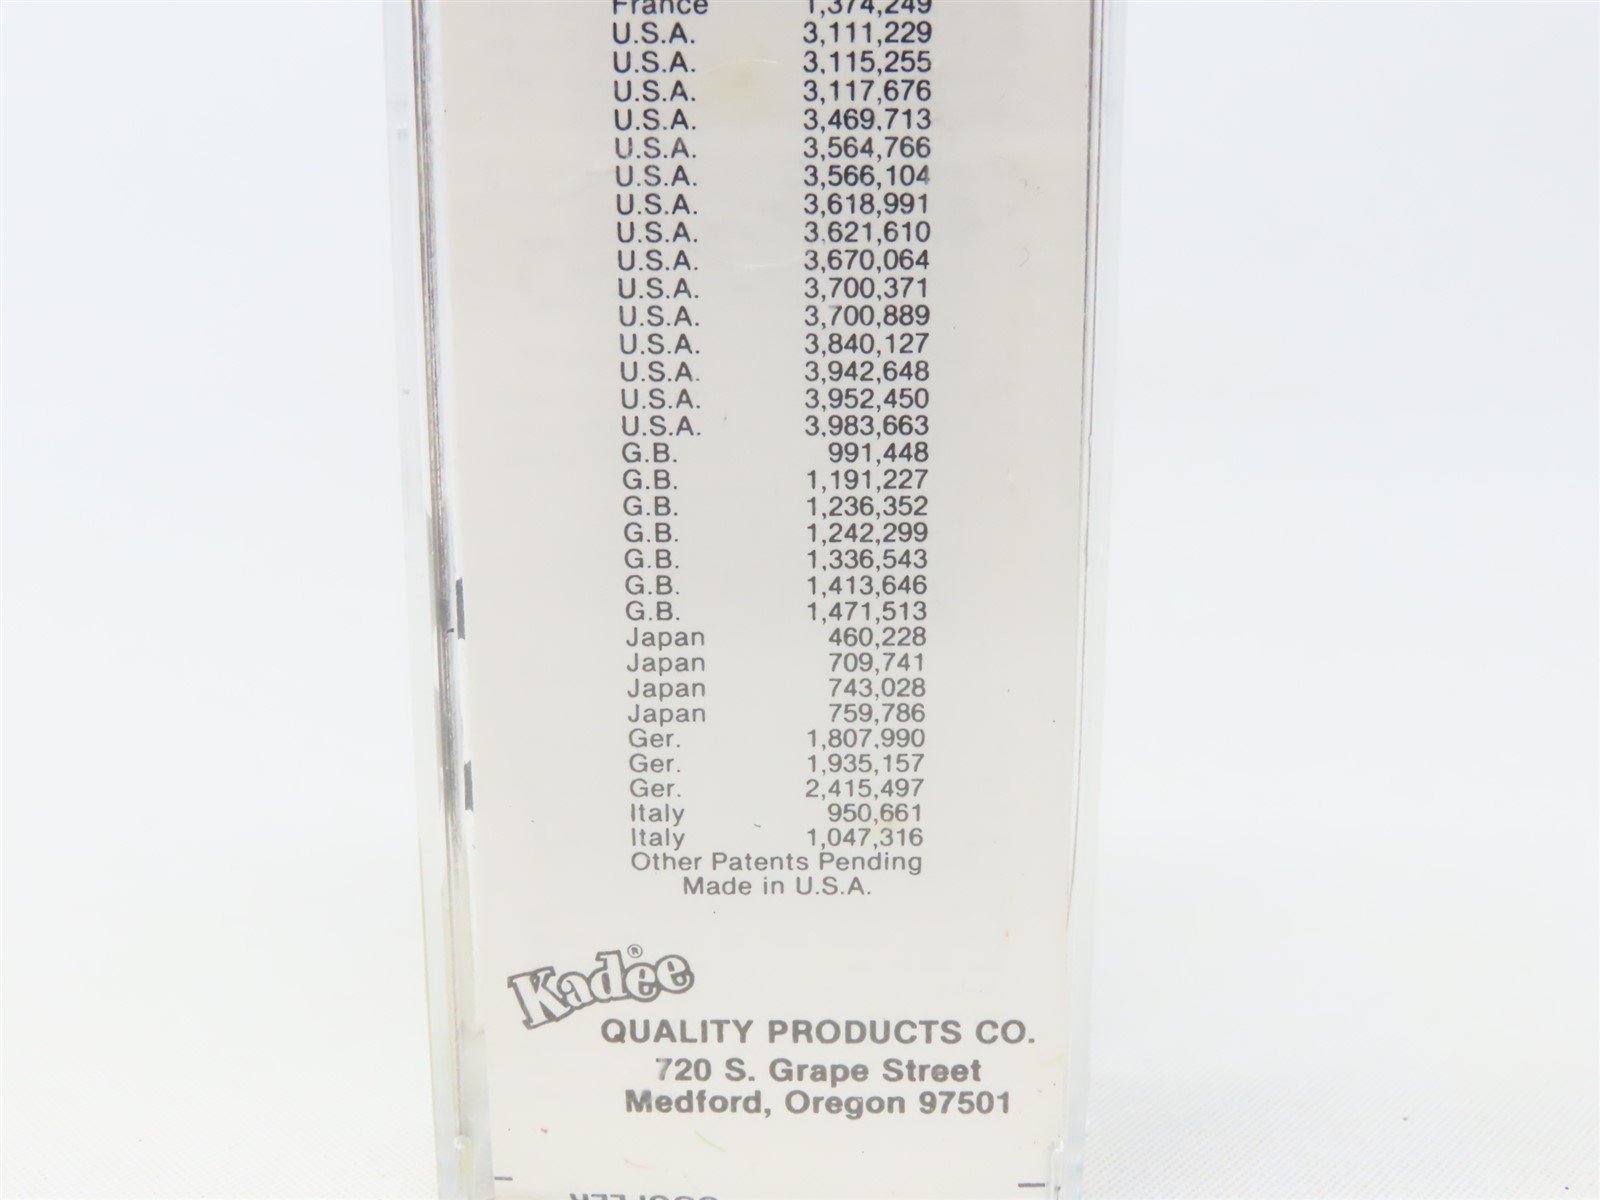 France 1,374,249
U.S.A. 3,111,229
U.S.A. 3,115,255
U.S.A. 3,117,676
U.S.A. 3,469,713
U.S.A. 3,564,766
U.S.A. 3,566,104
U.S.A. 3,618,991
U.S.A. 3,621,610
U.S.A. 3,670,064
U.S.A. 3,700,371
U.S.A. 3,700,889
U.S.A. 3,840,127
U.S.A. 3,942,648
U.S.A. 3,952,450
U.S.A. 3,983,663
G.B. 991,448
G.B. 1,191,227
G.B. 1,236,352
G.B. 1,242,299
G.B. 1,336,543
G.B. 1,413,646
G.B. 1,471,513
Japan 460,228
Japan 709,741
Japan 743,028
Japan 759,786
Ger. 1,807,990
Ger. 1,935,157
Ger. 2,415,497
Italy 950,661
Italy 1,047,316
Other Patents Pending
Made in U.S.A.
Kadee®
QUALITY PRODUCTS CO.
720 S. Grape Street
Medford, Oregon 97501